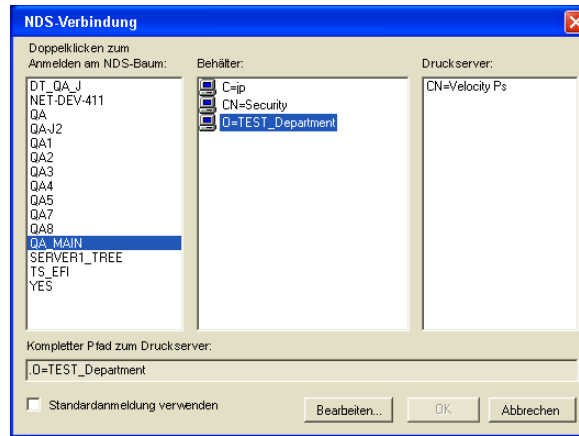 NDS-Verbindung
Doppelklicken zum
Anmelden am NDS-Baum:
Behälter:
Druckserver:
DT_QA_J
NET-DEV-411
QA
QA-J2
QA1
QA2
QA3
QA4
QA5
QA7
QA8
QA_MAIN
SERVER1_TREE
TS_EFI
YES
C=jp
CN=Security
O=TEST_Department
CN=Velocity Ps
Kompletter Pfad zum Druckserver:
.O=TEST_Department
Standardanmeldung verwenden
Bearbeiten...
OK
Abbrechen